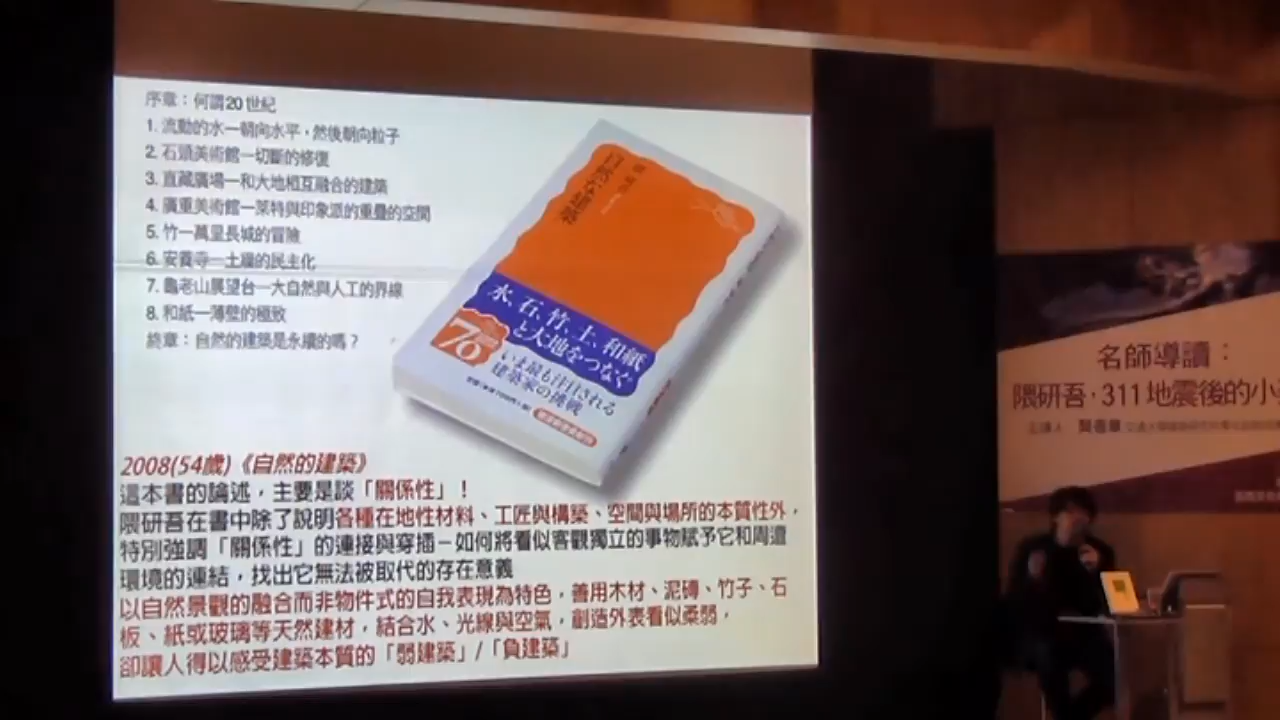 序章：何謂20世紀
1. 流動的水一朝向水平，然後朝向粒子
2. 石頭美術館一切斷的修復
3. 直藏廣場一和大地相互融合的建築
4. 廣重美術館一萊特與印象派的重疊的空間
5. 竹一萬里長城的冒險
6. 安養寺一土牆的民主化
7. 龜老山展望台一大自然與人工的界線
8. 和紙一薄壁的極致
終章：自然的建築是永續的嗎？
自然な建築
水、石、竹、土、和紙
と大地をつなぐ
70
いま最も注目される
建築家の挑戦
2008(54歲)《自然的建築》
這本書的論述，主要是談「關係性」！
隈研吾在書中除了說明各種在地性材料、工匠與構築、空間與場所的本質性外，
特別強調「關係性」的連接與穿插－如何將看似客觀獨立的事物賦予它和周遭
環境的連結，找出它無法被取代的存在意義
以自然景觀的融合而非物件式的自我表現為特色，善用木材、泥磚、竹子、石
板、紙或玻璃等天然建材，結合水、光線與空氣，創造外表看似柔弱，
卻讓人得以感受建築本質的「弱建築」/「負建築」
名師導讀：
隈研吾·311地震後的小